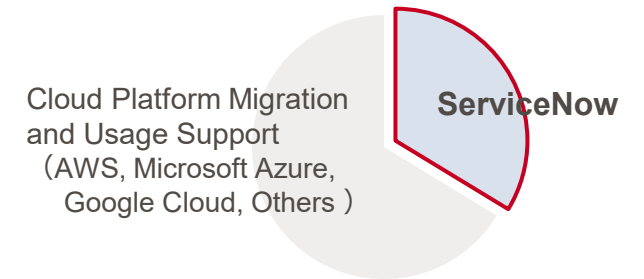 Cloud Platform Migration
and Usage Support
（AWS, Microsoft Azure,
Google Cloud, Others ）
ServiceNow